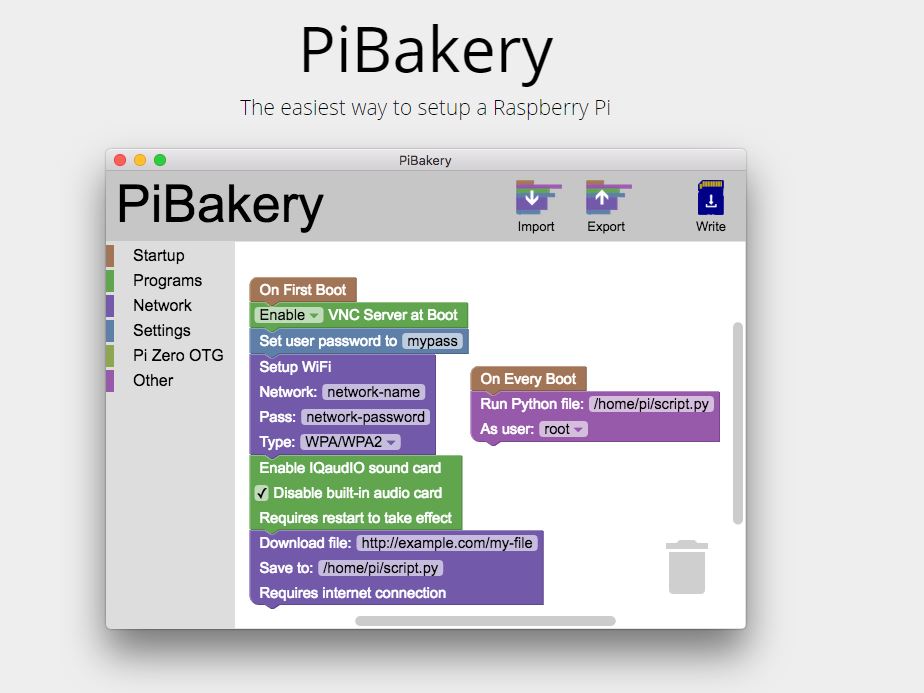 PiBakery
The easiest way to setup a Raspberry Pi
PiBakery
PiBakery
Import
Export
Write
Startup
Programs
Network
Settings
Pi Zero OTG
Other
On First Boot
Enable VNC Server at Boot
Set user password to mypass
Setup WiFi
Network: network-name
Pass: network-password
Type: WPA/WPA2
Enable IQaudIO sound card
Disable built-in audio card
Requires restart to take effect
Download file: http://example.com/my-file
Save to: /home/pi/script.py
Requires internet connection
On Every Boot
Run Python file: /home/pi/script.py
As user: root